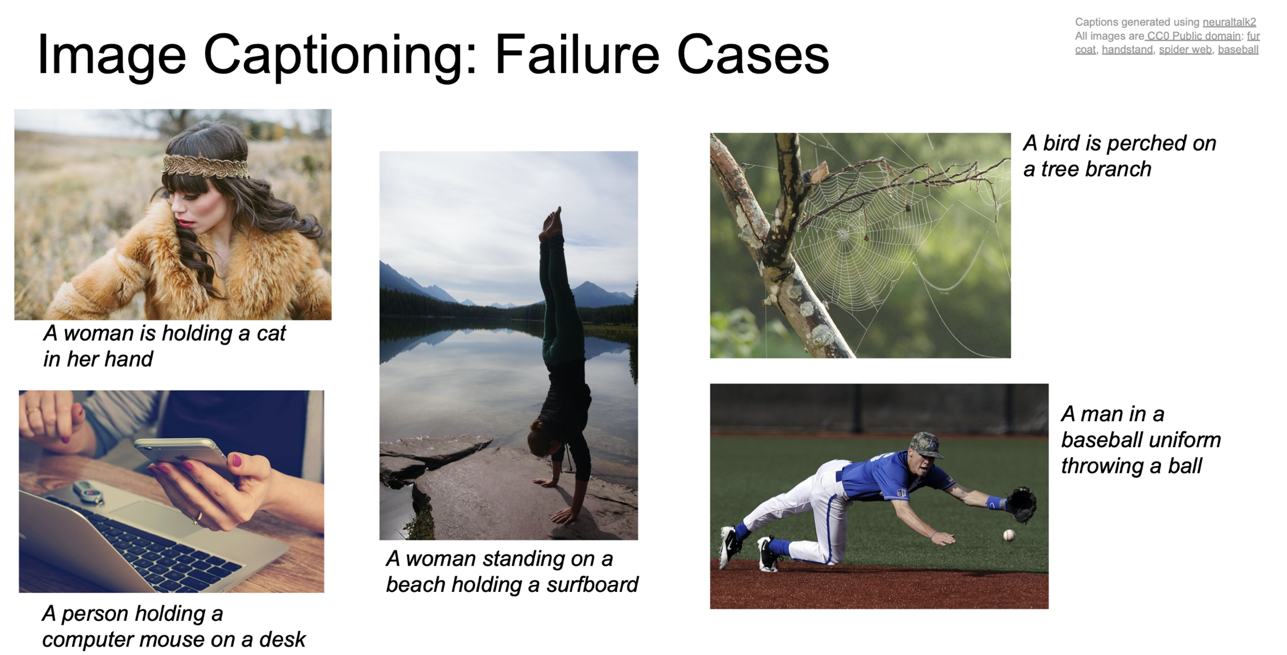 Image Captioning: Failure Cases
Captions generated using neuraltalk2
All images are CC0 Public domain: fur
coat, handstand, spider web, baseball
A woman is holding a cat
in her hand
A person holding a
computer mouse on a desk
A woman standing on a
beach holding a surfboard
A bird is perched on
a tree branch
A man in a
baseball uniform
throwing a ball